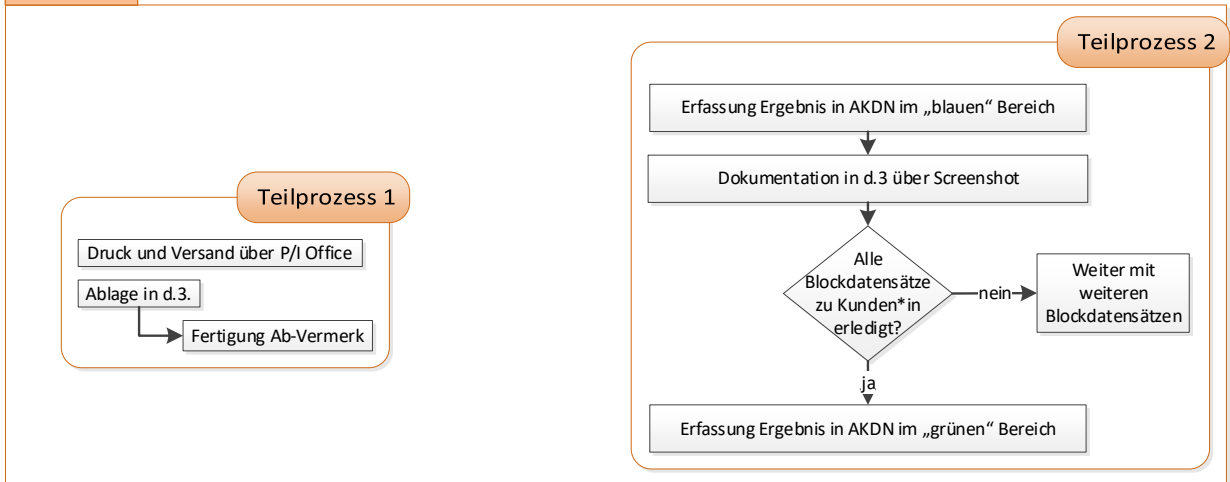 Teilprozess 1
Druck und Versand über P/I Office
Ablage in d.3.
Fertigung Ab-Vermerk
Teilprozess 2
Erfassung Ergebnis in AKDN im „blauen“ Bereich
Dokumentation in d.3 über Screenshot
Alle
Blockdatensätze
zu Kunden*in
erledigt?
nein
Weiter mit
weiteren
Blockdatensätzen
ja
Erfassung Ergebnis in AKDN im „grünen“ Bereich